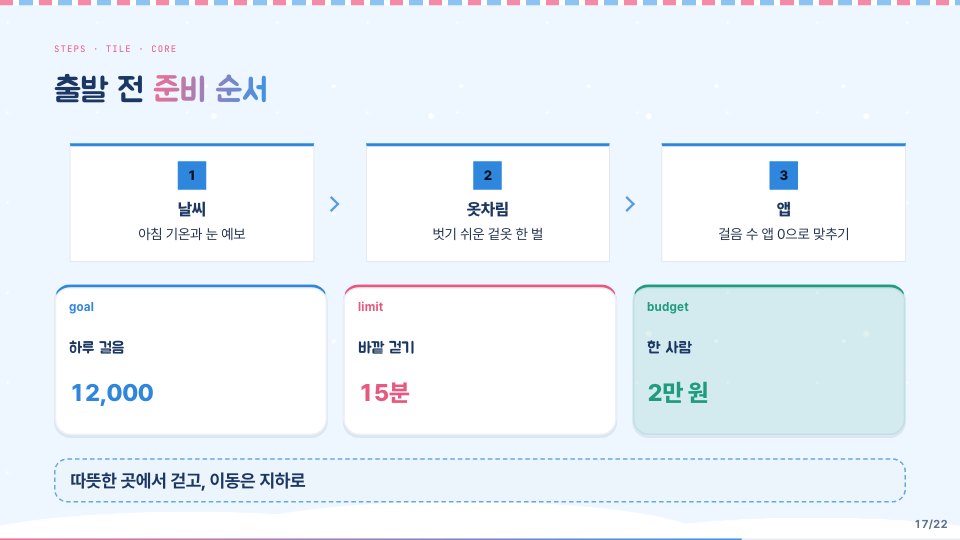 STEPS · TILE · CORE
출발 전 준비 순서
1
날씨
아침 기온과 눈 예보
2
옷차림
벗기 쉬운 겉옷 한 벌
3
앱
걸음 수 앱 0으로 맞추기
goal
하루 걸음
12,000
limit
바깥 걷기
15분
budget
한 사람
2만 원
따뜻한 곳에서 걷고, 이동은 지하로
17/22